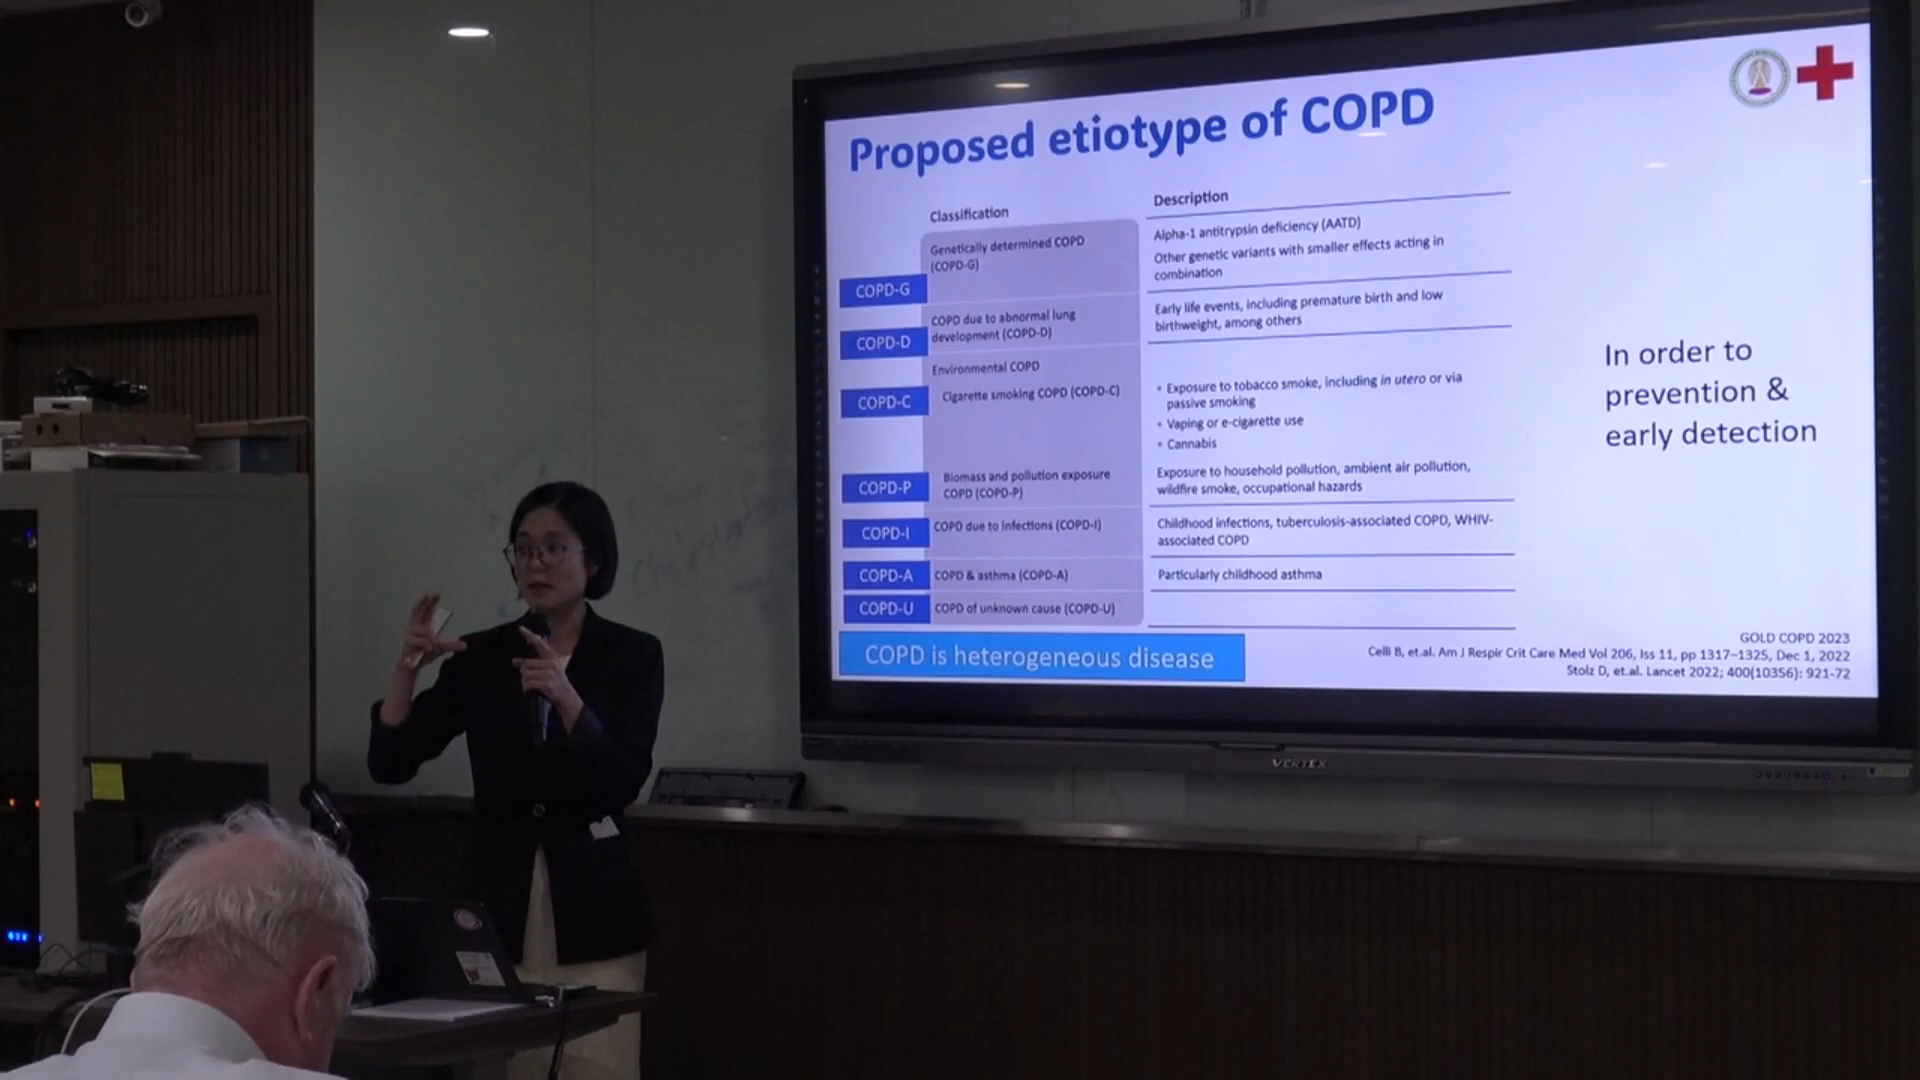 Proposed etiotype of COPD
Classification
Description
COPD-G
Genetically determined COPD
(COPD-G)
Alpha-1 antitrypsin deficiency (AATD)
Other genetic variants with smaller effects acting in
combination
COPD-D
COPD due to abnormal lung
development (COPD-D)
Early life events, including premature birth and low
birthweight, among others
Environmental COPD
COPD-C
Cigarette smoking COPD (COPD-C)
• Exposure to tobacco smoke, including in utero or via
passive smoking
• Vaping or e-cigarette use
• Cannabis
COPD-P
Biomass and pollution exposure
COPD (COPD-P)
Exposure to household pollution, ambient air pollution,
wildfire smoke, occupational hazards
COPD-I
COPD due to infections (COPD-I)
Childhood infections, tuberculosis-associated COPD, WHIV-
associated COPD
COPD-A
COPD & asthma (COPD-A)
Particularly childhood asthma
COPD-U
COPD of unknown cause (COPD-U)
In order to
prevention &
early detection
COPD is heterogeneous disease
GOLD COPD 2023
Celli B, et.al. Am J Respir Crit Care Med Vol 206, Iss 11, pp 1317–1325, Dec 1, 2022
Stolz D, et.al. Lancet 2022; 400(10356): 921-72
VERTEX